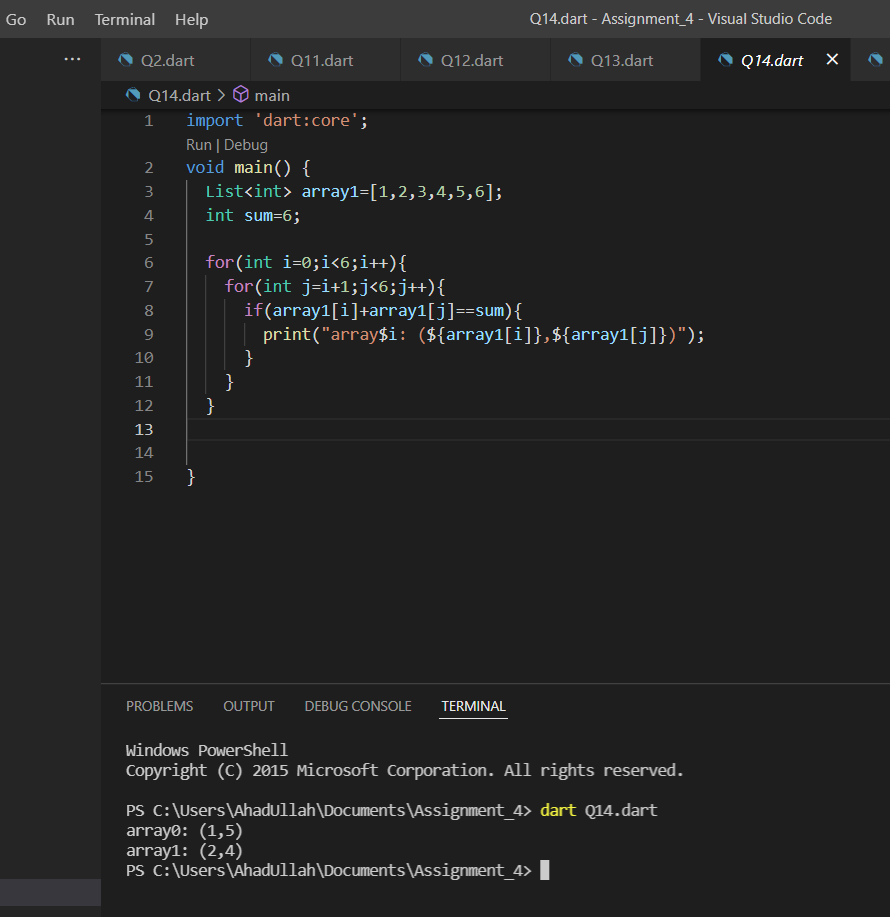 Go Run Terminal Help Q14.dart - Assignment_4 - Visual Studio Code
··· Q2.dart Q11.dart Q12.dart Q13.dart Q14.dart ×
Q14.dart > main
1 import 'dart:core';
Run | Debug
2 void main() {
3 List<int> array1=[1,2,3,4,5,6];
4 int sum=6;
5
6 for(int i=0;i<6;i++){
7 for(int j=i+1;j<6;j++){
8 if(array1[i]+array1[j]==sum){
9 print("array$i: (${array1[i]},${array1[j]})");
10 }
11 }
12 }
13
14
15 }
PROBLEMS OUTPUT DEBUG CONSOLE TERMINAL
Windows PowerShell
Copyright (C) 2015 Microsoft Corporation. All rights reserved.
PS C:\Users\AhadUllah\Documents\Assignment_4> dart Q14.dart
array0: (1,5)
array1: (2,4)
PS C:\Users\AhadUllah\Documents\Assignment_4>